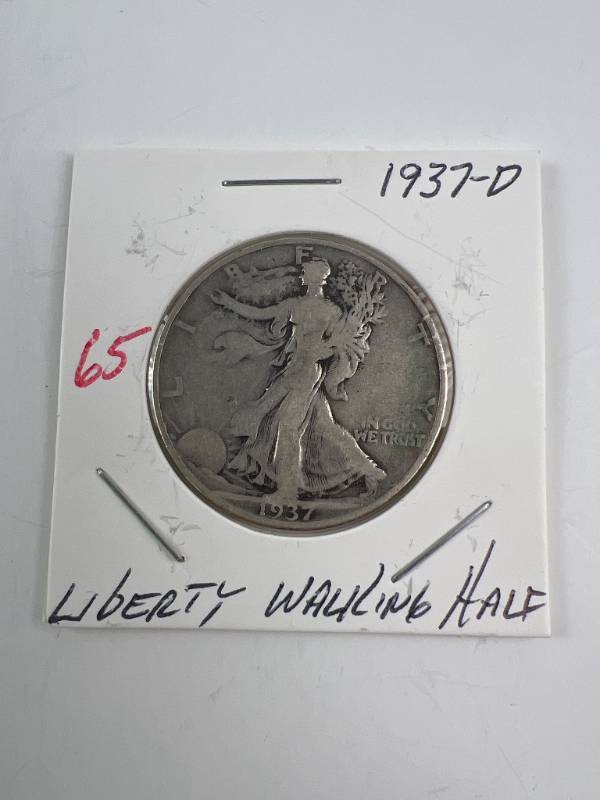 1937-D
LIBERTY
65
IN GOD
WE TRUST
1937
LIBERTY WALKING HALF